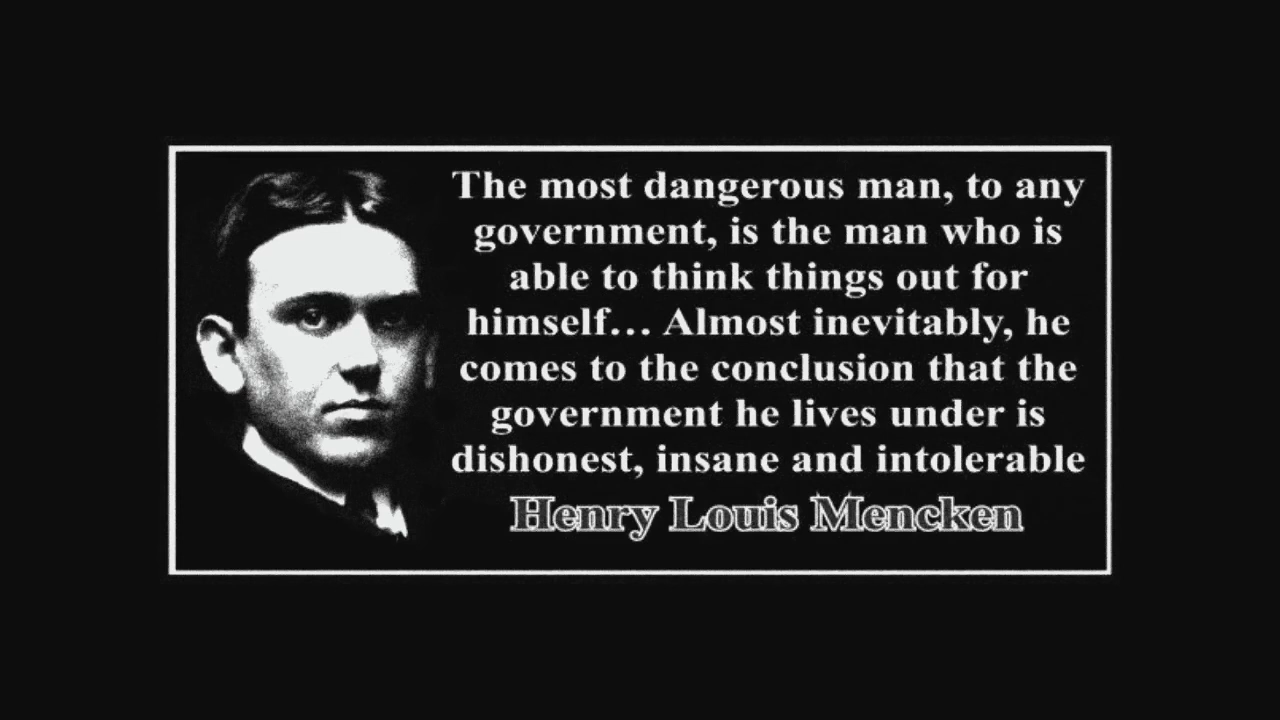 The most dangerous man, to any
government, is the man who is
able to think things out for
himself... Almost inevitably, he
comes to the conclusion that the
government he lives under is
dishonest, insane and intolerable
Henry Louis Mencken